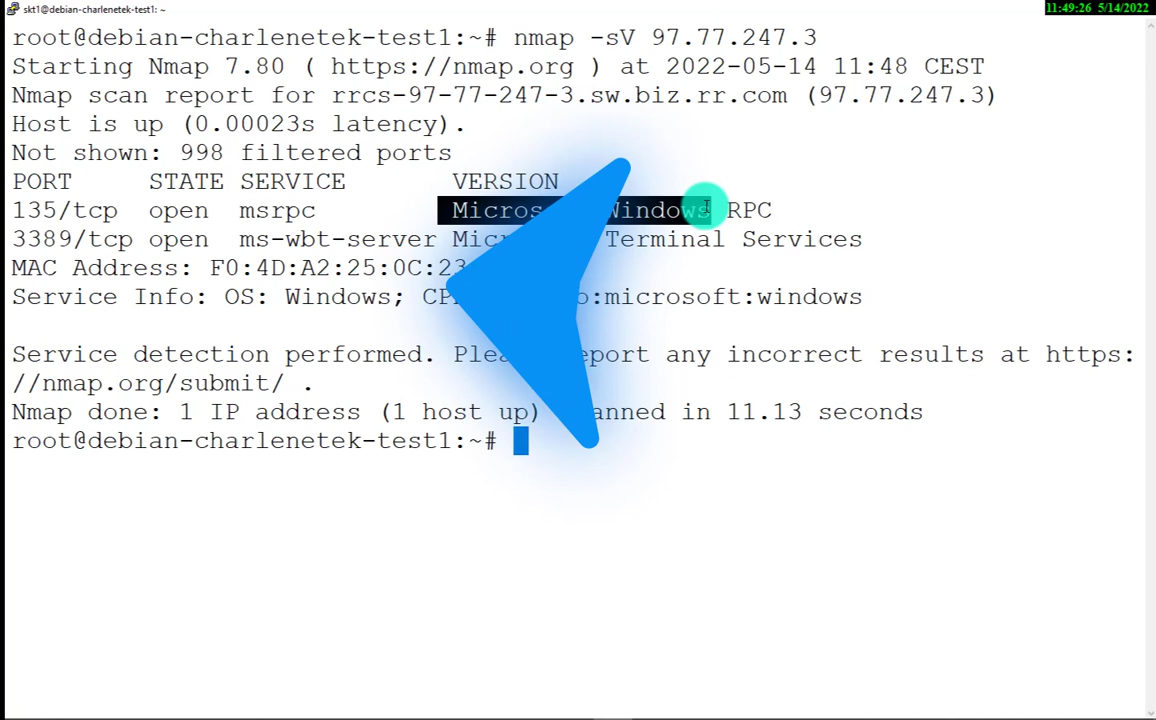 skt1@debian-charlenetek-test1: ~
11:49:26 5/14/2022
root@debian-charlenetek-test1:~# nmap -sV 97.77.247.3
Starting Nmap 7.80 ( https://nmap.org ) at 2022-05-14 11:48 CEST
Nmap scan report for rrcs-97-77-247-3.sw.biz.rr.com (97.77.247.3)
Host is up (0.00023s latency).
Not shown: 998 filtered ports
PORT STATE SERVICE VERSION
135/tcp open msrpc Windows RPC
3389/tcp open ms-wbt-server Terminal Services
MAC Address: F0:4D:A2:25:0C:23
Service Info: OS: Windows; microsoft:windows
Service detection performed. any incorrect results at https:
//nmap.org/submit/ .
Nmap done: 1 IP address (1 host up) in 11.13 seconds
root@debian-charlenetek-test1:~#